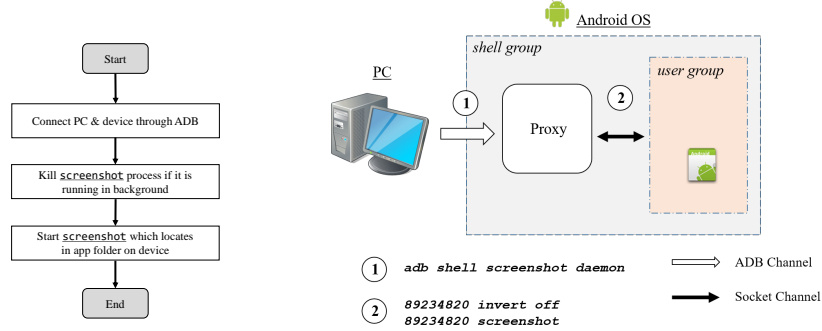 Start
Connect PC & device through ADB
Kill screenshot process if it is
running in background
Start screenshot which locates
in app folder on device
End
Android OS
shell group
user group
PC
1
2
Proxy
Android
1
adb shell screenshot daemon
2
89234820 invert off
89234820 screenshot
ADB Channel
Socket Channel